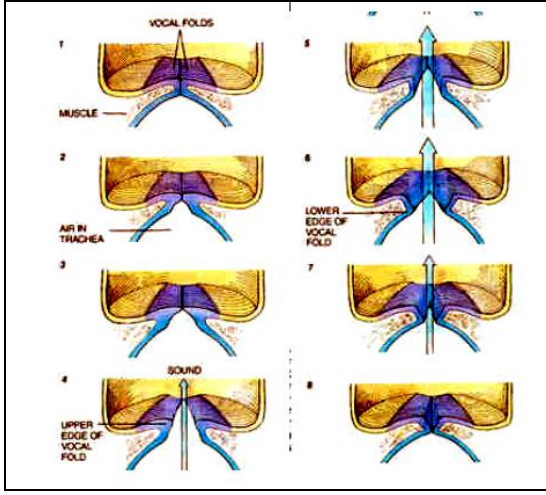 VOCAL FOLDS
1
MUSCLE
2
AIR IN
TRACHEA
3
SOUND
4
UPPER
EDGE OF
VOCAL
FOLD
5
6
LOWER
EDGE OF
VOCAL
FOLD
7
8